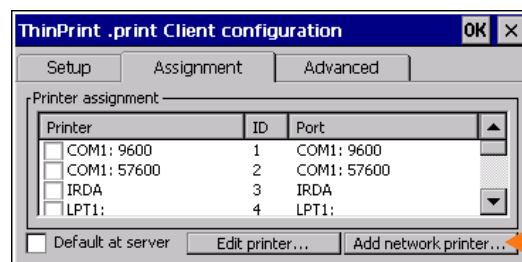 ThinPrint .print Client configuration OK ×
Setup Assignment Advanced
Printer assignment
Printer ID Port
COM1: 9600 1 COM1: 9600
COM1: 57600 2 COM1: 57600
IRDA 3 IRDA
LPT1: 4 LPT1:
Default at server Edit printer... Add network printer...